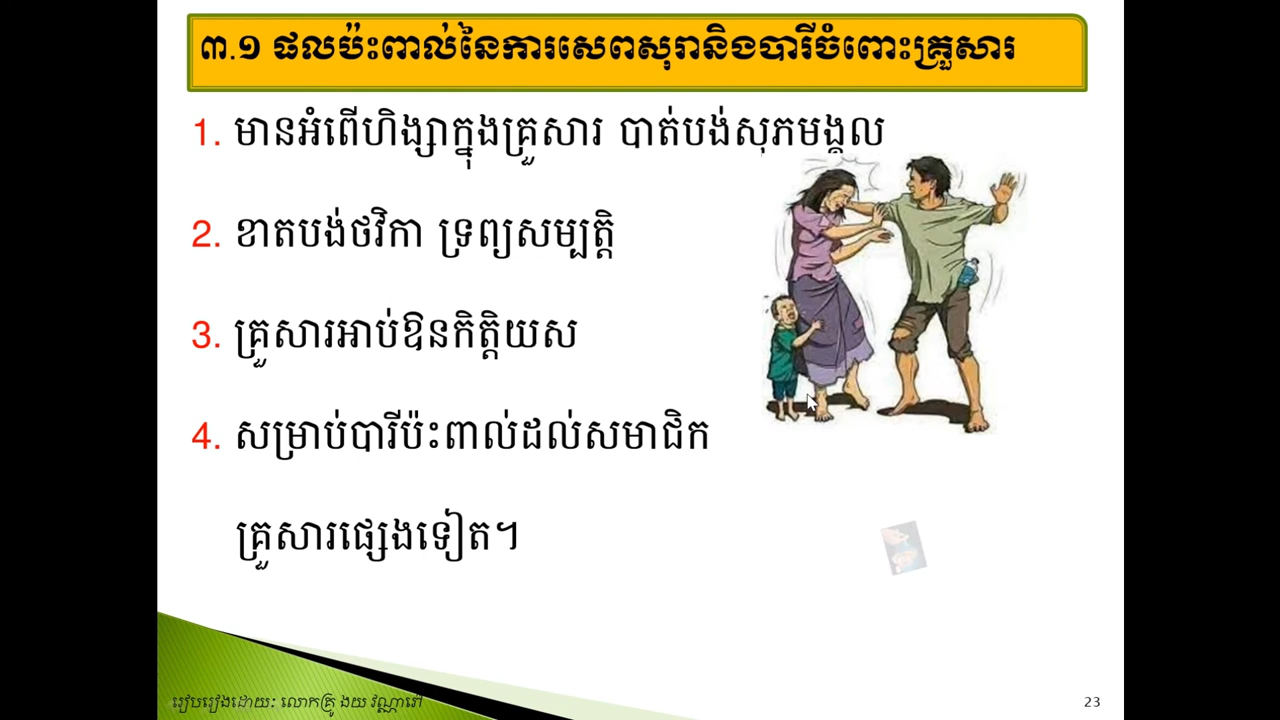 ៣.១ ផលប៉ះពាល់នៃការសេពសុរានិងបារីចំពោះគ្រួសារ
1. មានអំពើហិង្សាក្នុងគ្រួសារ បាត់បង់សុភមង្គល
2. ខាតបង់ថវិកា ទ្រព្យសម្បត្តិ
3. គ្រួសារអាប់ឱនកិត្តិយស
4. សម្រាប់បារីប៉ះពាល់ដល់សមាជិក
គ្រួសារផ្សេងទៀត។
រៀបរៀងដោយ: លោកគ្រូ ងយ វណ្ណារៅ
23